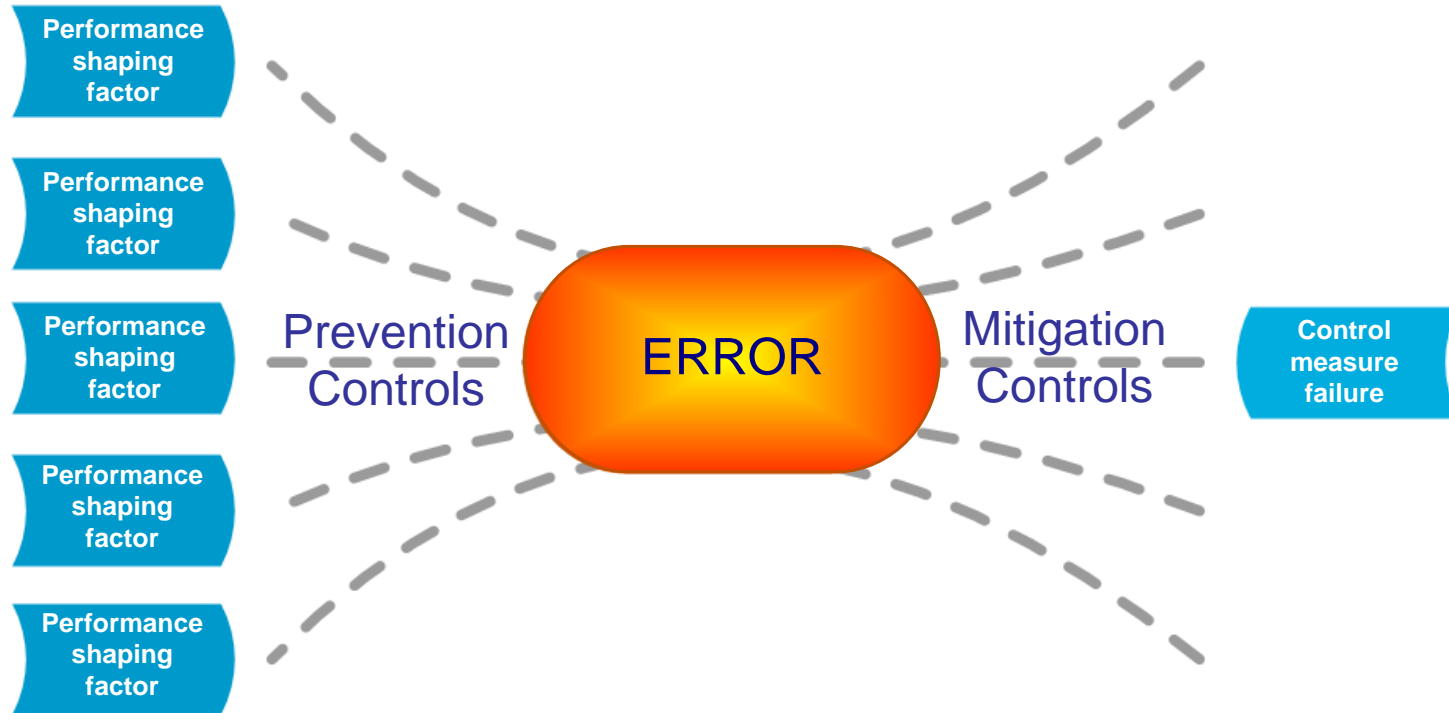 Performance
shaping
factor
Performance
shaping
factor
Performance
shaping
factor
Performance
shaping
factor
Performance
shaping
factor
Prevention
Controls
ERROR
Mitigation
Controls
Control
measure
failure